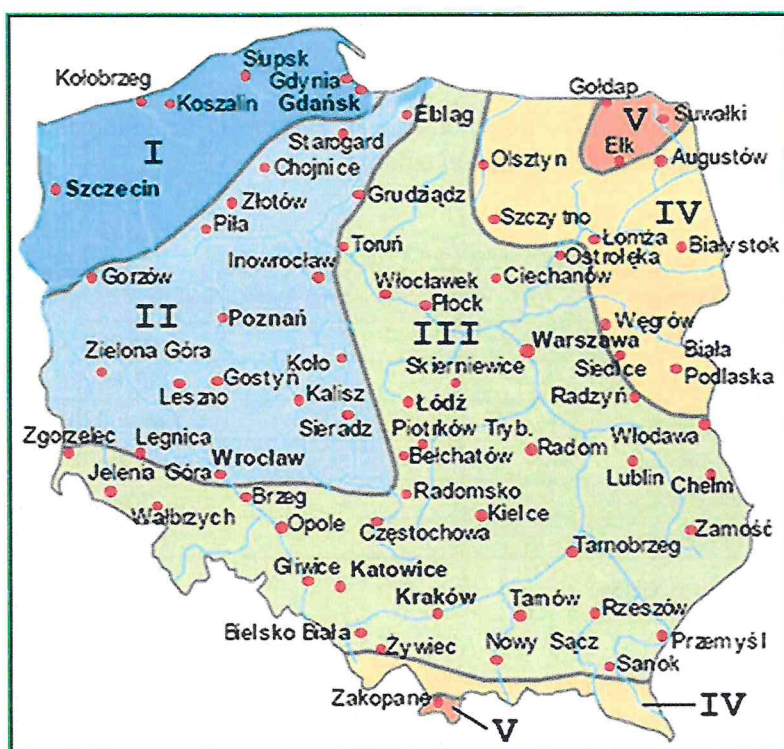 Słupsk
Kołobrzeg
Gdynia
Koszalin
Gdańsk
Gołdap
Elbląg
V
Suwałki
Starogard
I
Ełk
Chojnice
Olsztyn
Augustów
Szczecin
Grudziądz
Złotów
Szczytno
IV
Piła
Toruń
Łomża
Białystok
Ostrołęka
Inowrocław
Gorzów
Ciechanów
Włocławek
Płock
II
Poznań
III
Węgrów
Warszawa
Zielona Góra
Koło
Skierniewice
Siedlce
Biała
Podlaska
Gostyń
Leszno
Kalisz
Łódź
Radzyń
Sieradz
Piotrków Tryb.
Włodawa
Zgorzelec
Legnica
Radom
Wrocław
Bełchatów
Lublin
Jelenia Góra
Chełm
Brzeg
Radomsko
Wałbrzych
Opole
Kielce
Częstochowa
Zamość
Tarnobrzeg
Gliwice
Katowice
Kraków
Tarnów
Rzeszów
Bielsko Biała
Przemyśl
Żywiec
Nowy Sącz
Sanok
Zakopane
IV
V